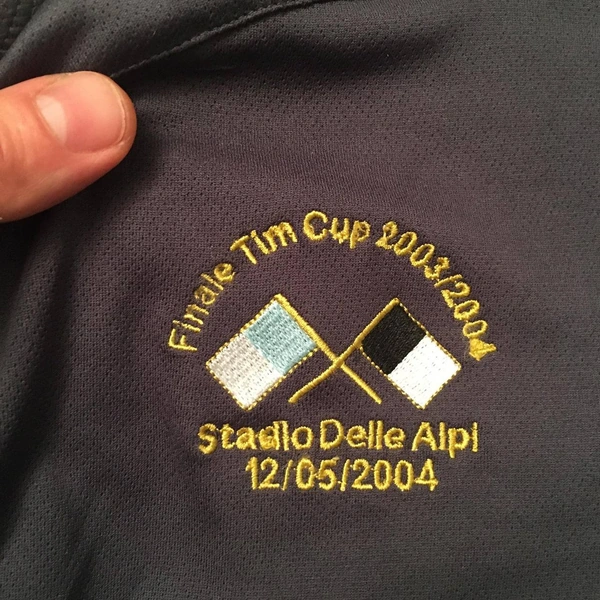 Finale Tim Cup 2003/2004
Stadio Delle Alpi
12/05/2004